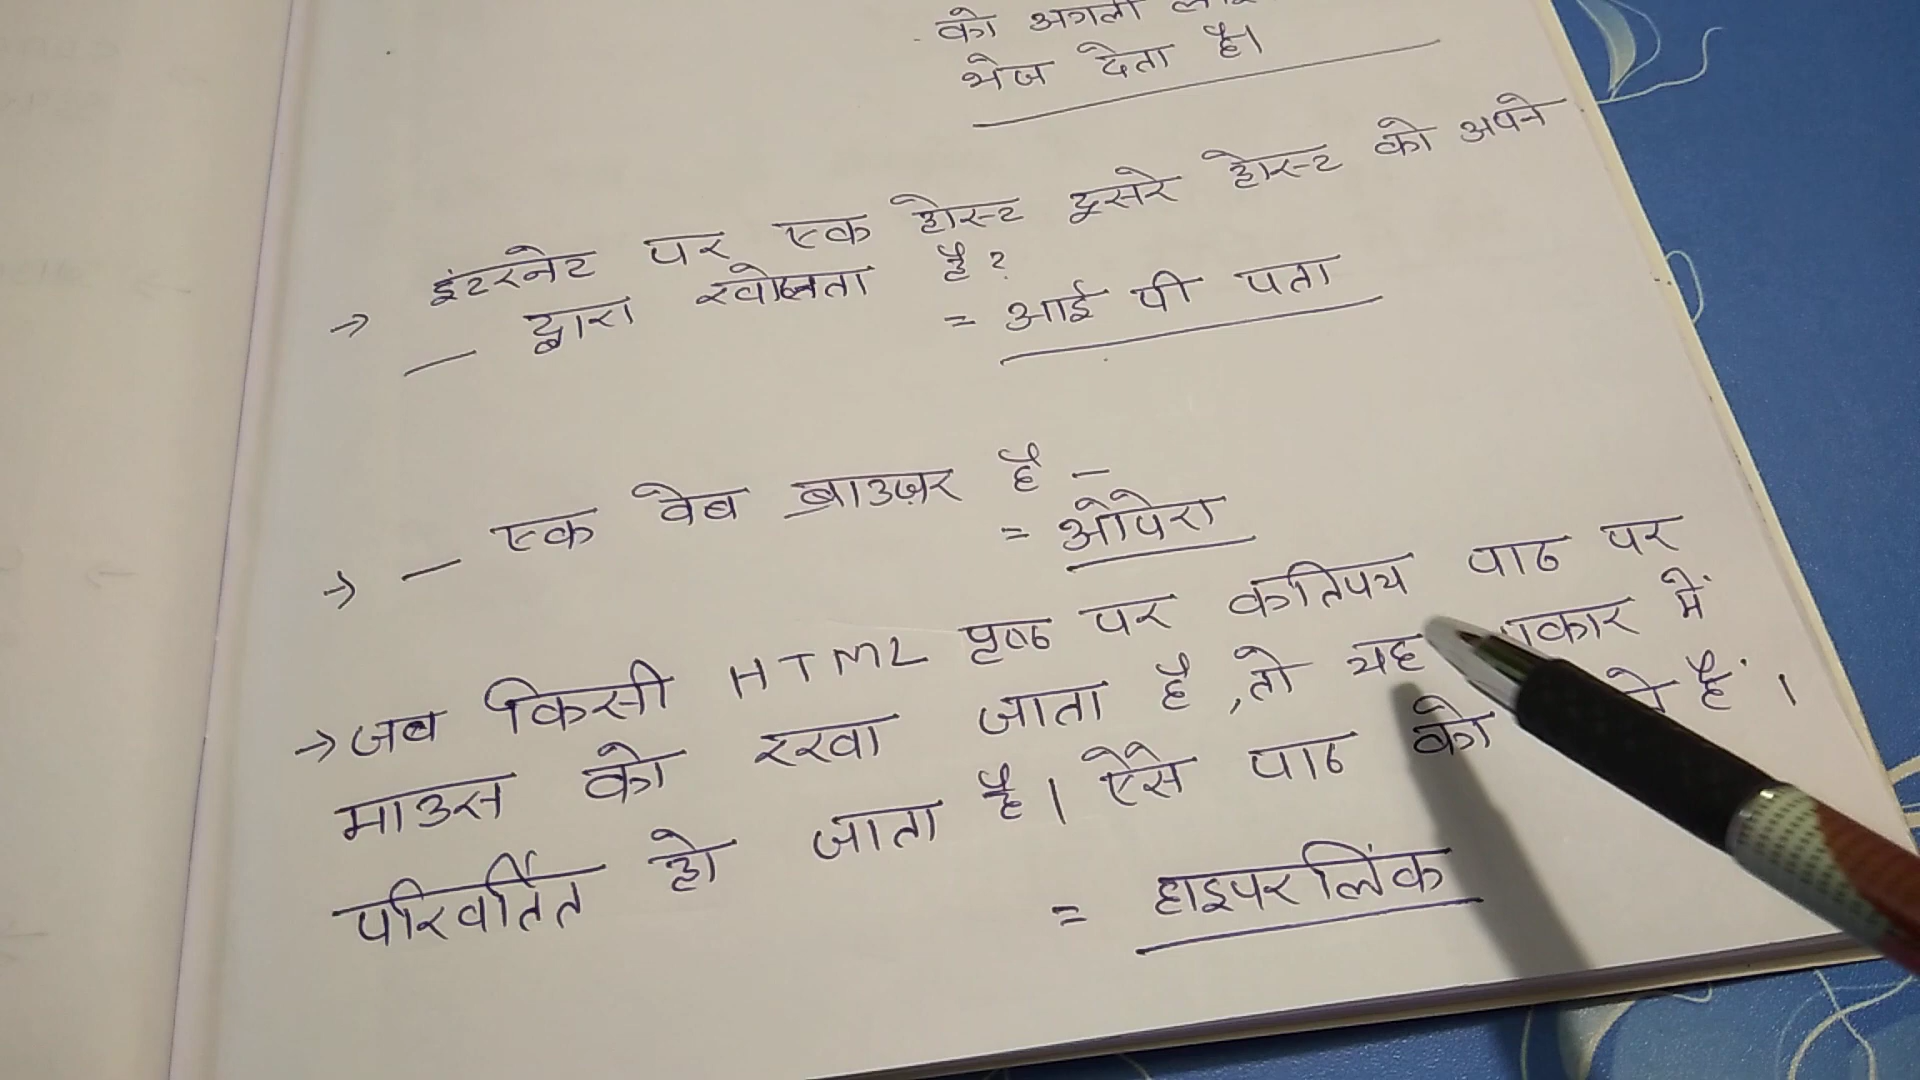 को अगली
भेज देता है।
→ इंटरनेट पर एक होस्ट दुसरे होस्ट को अपने
— द्वारा खोजता है?
= आई पी पता
→ — एक वेब ब्राउज़र है –
= ओपेरा
→ जब किसी HTML पृष्ठ पर कतिपय पाठ पर
माउस को रखा जाता है, तो यह में
परिवर्तित हो जाता है। ऐसे पाठ को हैं।
= हाइपरलिंक